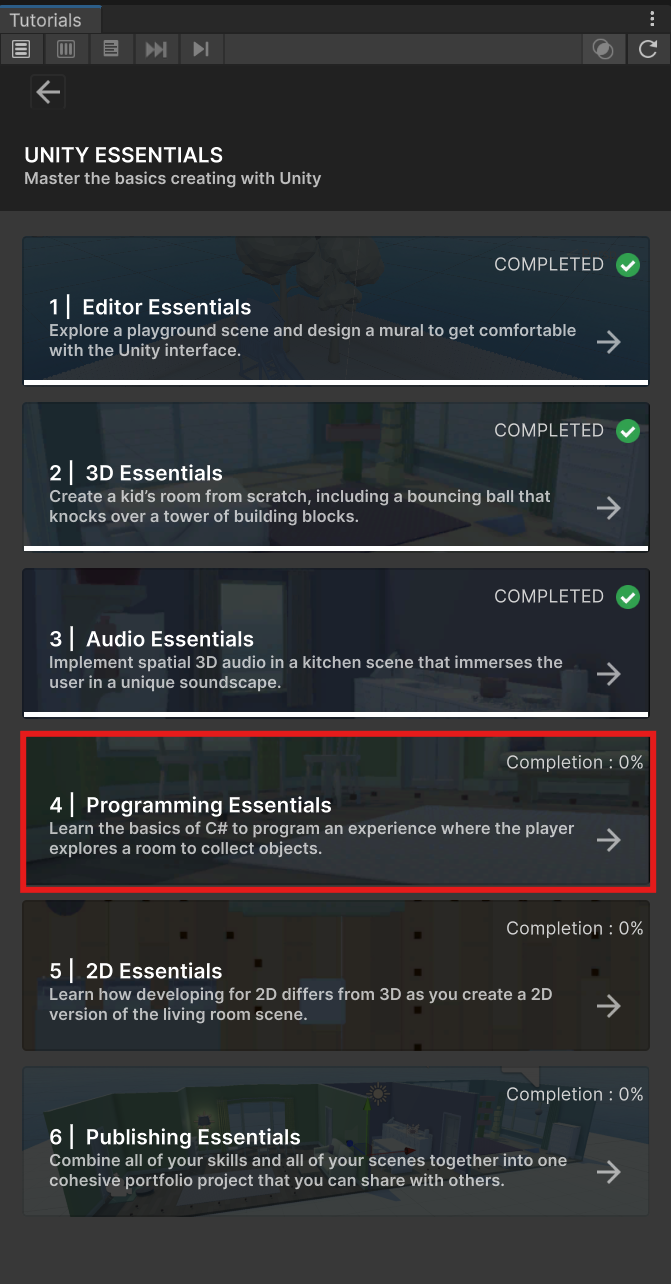 Tutorials
UNITY ESSENTIALS
Master the basics creating with Unity
COMPLETED
1 | Editor Essentials
Explore a playground scene and design a mural to get comfortable
with the Unity interface.
COMPLETED
2 | 3D Essentials
Create a kid's room from scratch, including a bouncing ball that
knocks over a tower of building blocks.
COMPLETED
3 | Audio Essentials
Implement spatial 3D audio in a kitchen scene that immerses the
user in a unique soundscape.
Completion : 0%
4 | Programming Essentials
Learn the basics of C# to program an experience where the player
explores a room to collect objects.
Completion : 0%
5 | 2D Essentials
Learn how developing for 2D differs from 3D as you create a 2D
version of the living room scene.
Completion : 0%
6 | Publishing Essentials
Combine all of your skills and all of your scenes together into one
cohesive portfolio project that you can share with others.